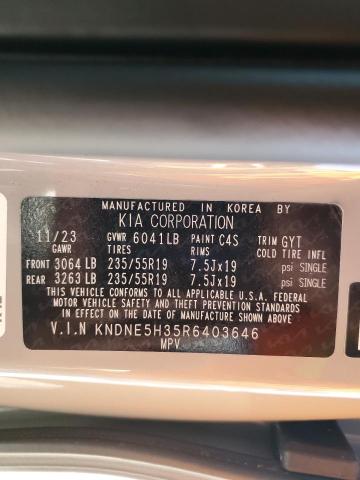 MANUFACTURED IN KOREA BY
KIA CORPORATION
11/23 GVWR 6041LB PAINT C4S TRIM GYT
GAWR TIRES RIMS COLD TIRE INFL
FRONT 3064 LB 235/55R19 7.5Jx19 psi SINGLE
REAR 3263 LB 235/55R19 7.5Jx19 psi SINGLE
THIS VEHICLE CONFORMS TO ALL APPLICABLE U.S.A. FEDERAL
MOTOR VEHICLE SAFETY, BUMPER, AND THEFT PREVENTION
STANDARDS IN EFFECT ON THE DATE OF MANUFACTURE SHOWN ABOVE.
V.I.N KNDNE5H35R6403646
MPV